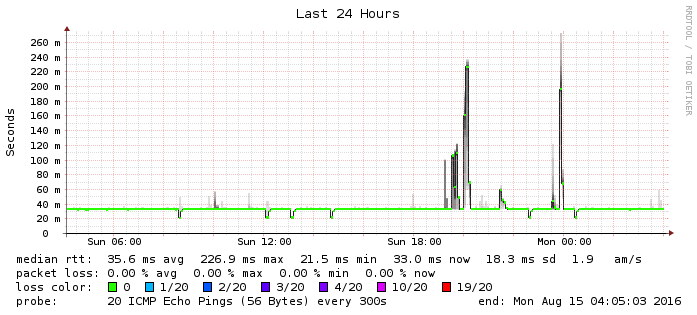 Last 24 Hours
RRDTOOL / TOBI OETIKER
Seconds
260 m
240 m
220 m
200 m
180 m
160 m
140 m
120 m
100 m
80 m
60 m
40 m
20 m
0
Sun 06:00 Sun 12:00 Sun 18:00 Mon 00:00
median rtt: 35.6 ms avg 226.9 ms max 21.5 ms min 33.0 ms now 18.3 ms sd 1.9 am/s
packet loss: 0.00 % avg 0.00 % max 0.00 % min 0.00 % now
loss color: 0 1/20 2/20 3/20 4/20 10/20 19/20
probe: 20 ICMP Echo Pings (56 Bytes) every 300s end: Mon Aug 15 04:05:03 2016